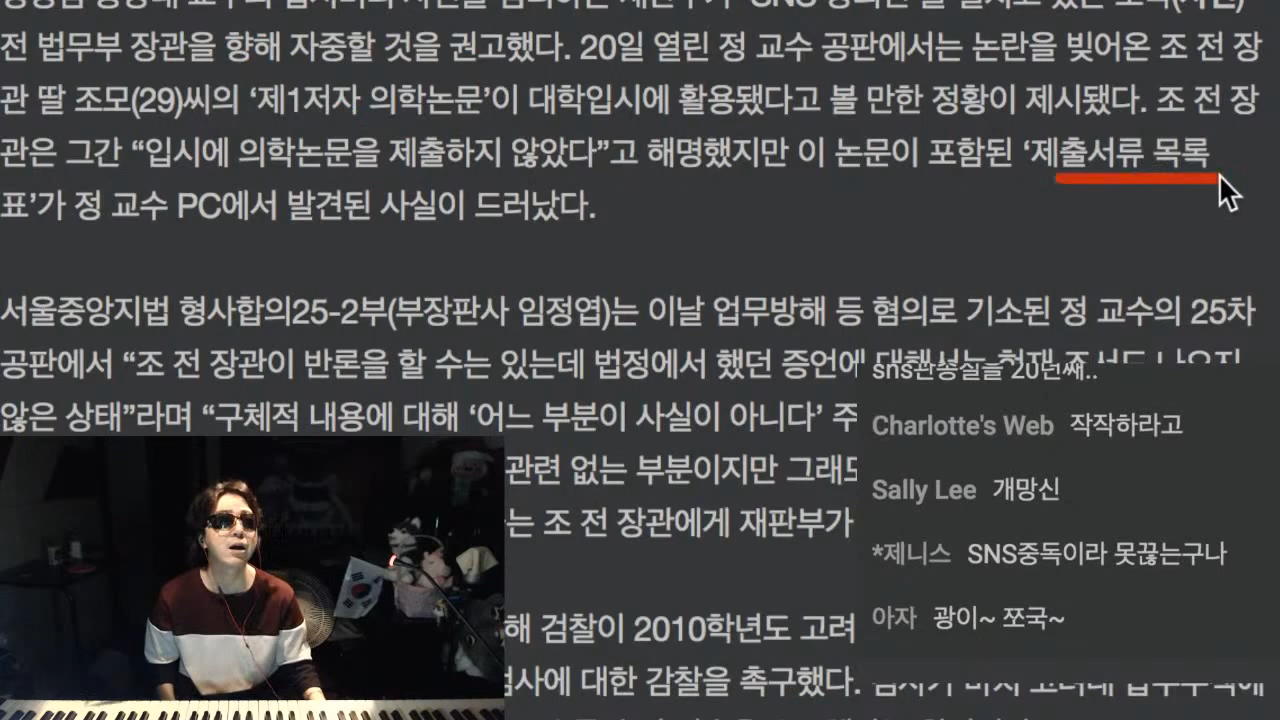 전 법무부 장관을 향해 자중할 것을 권고했다. 20일 열린 정 교수 공판에서는 논란을 빚어온 조 전 장
관 딸 조모(29)씨의 ‘제1저자 의학논문’이 대학입시에 활용됐다고 볼 만한 정황이 제시됐다. 조 전 장
관은 그간 “입시에 의학논문을 제출하지 않았다”고 해명했지만 이 논문이 포함된 ‘제출서류 목록
표’가 정 교수 PC에서 발견된 사실이 드러났다.
서울중앙지법 형사합의25-2부(부장판사 임정엽)는 이날 업무방해 등 혐의로 기소된 정 교수의 25차
공판에서 “조 전 장관이 반론을 할 수는 있는데 법정에서 했던 증언에
않은 상태”라며 “구체적 내용에 대해 ‘어느 부분이 사실이 아니다’ 주
관련 없는 부분이지만 그래도
는 조 전 장관에게 재판부가
해 검찰이 2010학년도 고려
검사에 대한 감찰을 촉구했다.
Charlotte's Web 작작하라고
Sally Lee 개망신
*제니스 SNS중독이라 못끊는구나
아자 광이~ 쪼국~